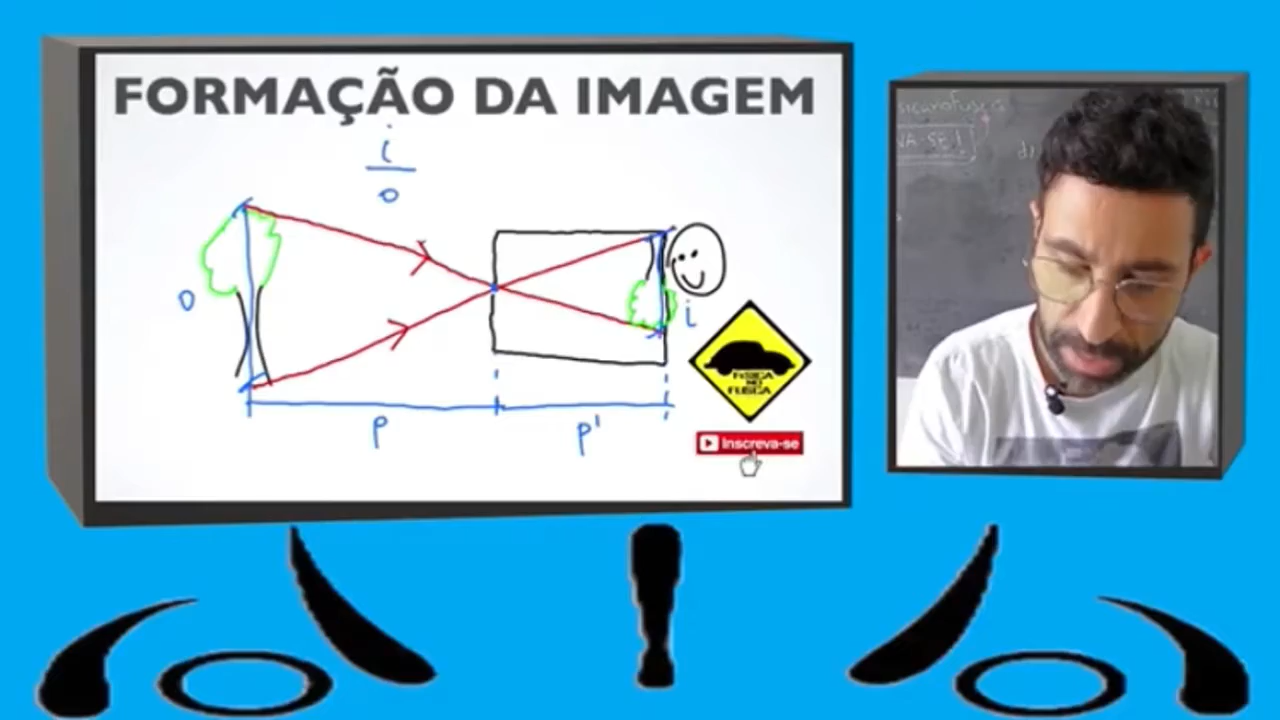 FORMAÇÃO DA IMAGEM
i
o
o
i
p
p'
FÍSICA
NO
FUSCA
Inscreva-se